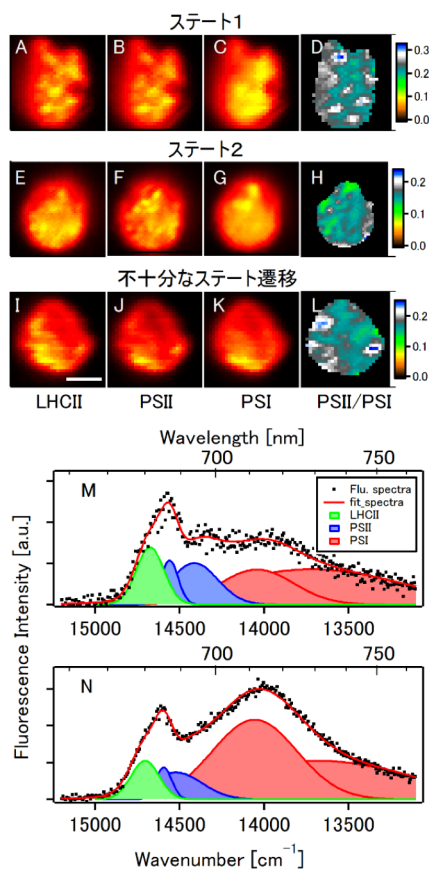 ステート1
A B C D
0.3
0.2
0.1
0.0
ステート2
E F G H
0.2
0.1
0.0
不十分なステート遷移
I J K L
0.2
0.1
0.0
LHCII PSII PSI PSII/PSI
Wavelength [nm]
700 750
M
Flu. spectra
fit_spectra
LHCII
PSII
PSI
15000 14500 14000 13500
Fluorescence Intensity [a.u.]
700 750
N
15000 14500 14000 13500
Wavenumber [cm⁻¹]